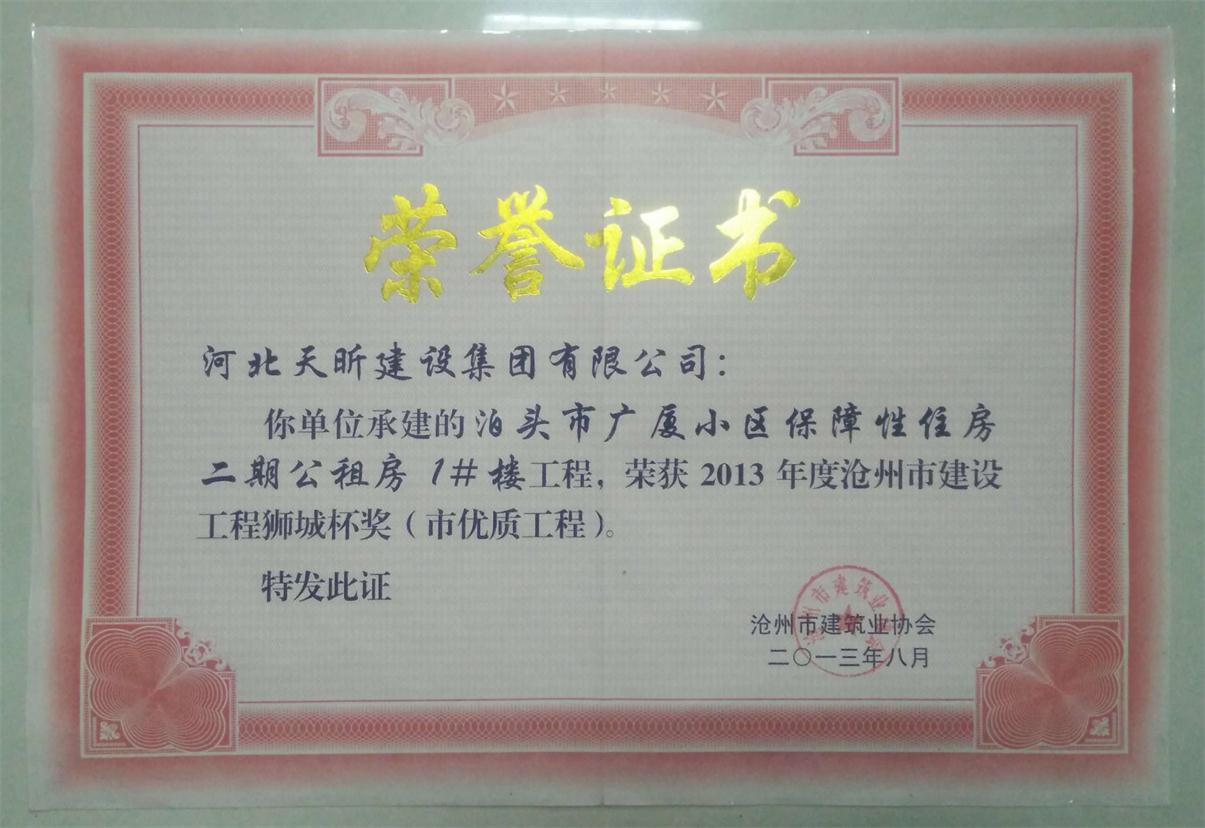 荣誉证书
河北天昕建设集团有限公司：
你单位承建的泊头市广厦小区保障性住房
二期公租房1#楼工程，荣获2013年度沧州市建设
工程狮城杯奖（市优质工程）。
特发此证
沧州市建筑业协会
二〇一三年八月